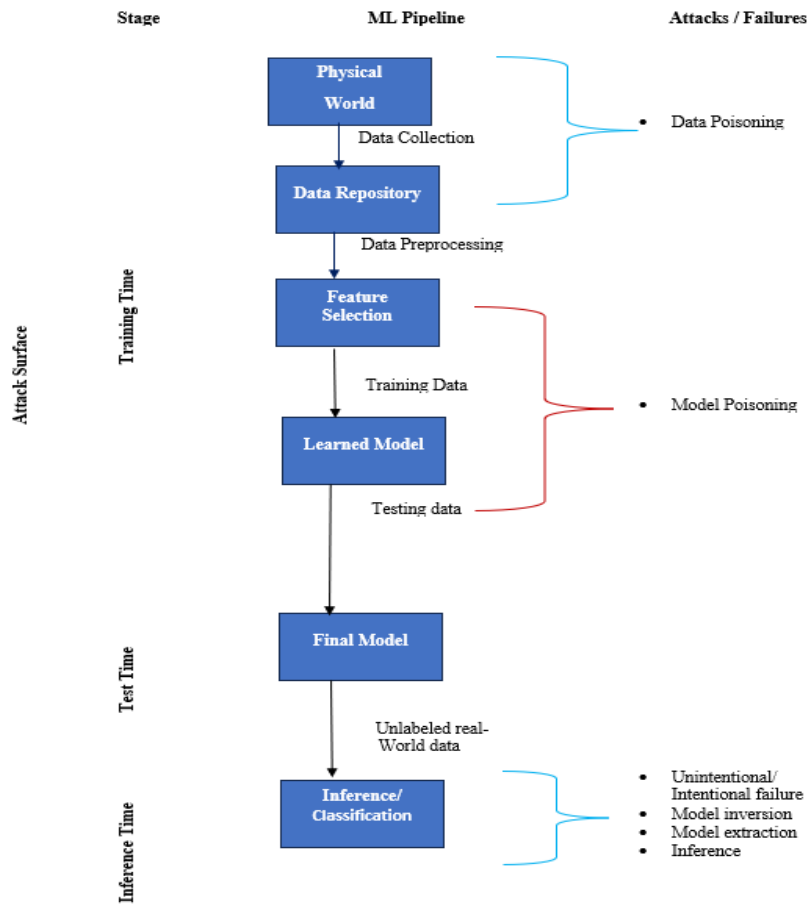 Stage ML Pipeline Attacks / Failures
Physical
World
• Data Poisoning
Data Collection
Data Repository
Data Preprocessing
Attack Surface
Training Time
Feature
Selection
Training Data
• Model Poisoning
Learned Model
Testing data
Test Time
Final Model
Unlabeled real-
World data
Inference Time
Inference/
Classification
• Unintentional/
Intentional failure
• Model inversion
• Model extraction
• Inference